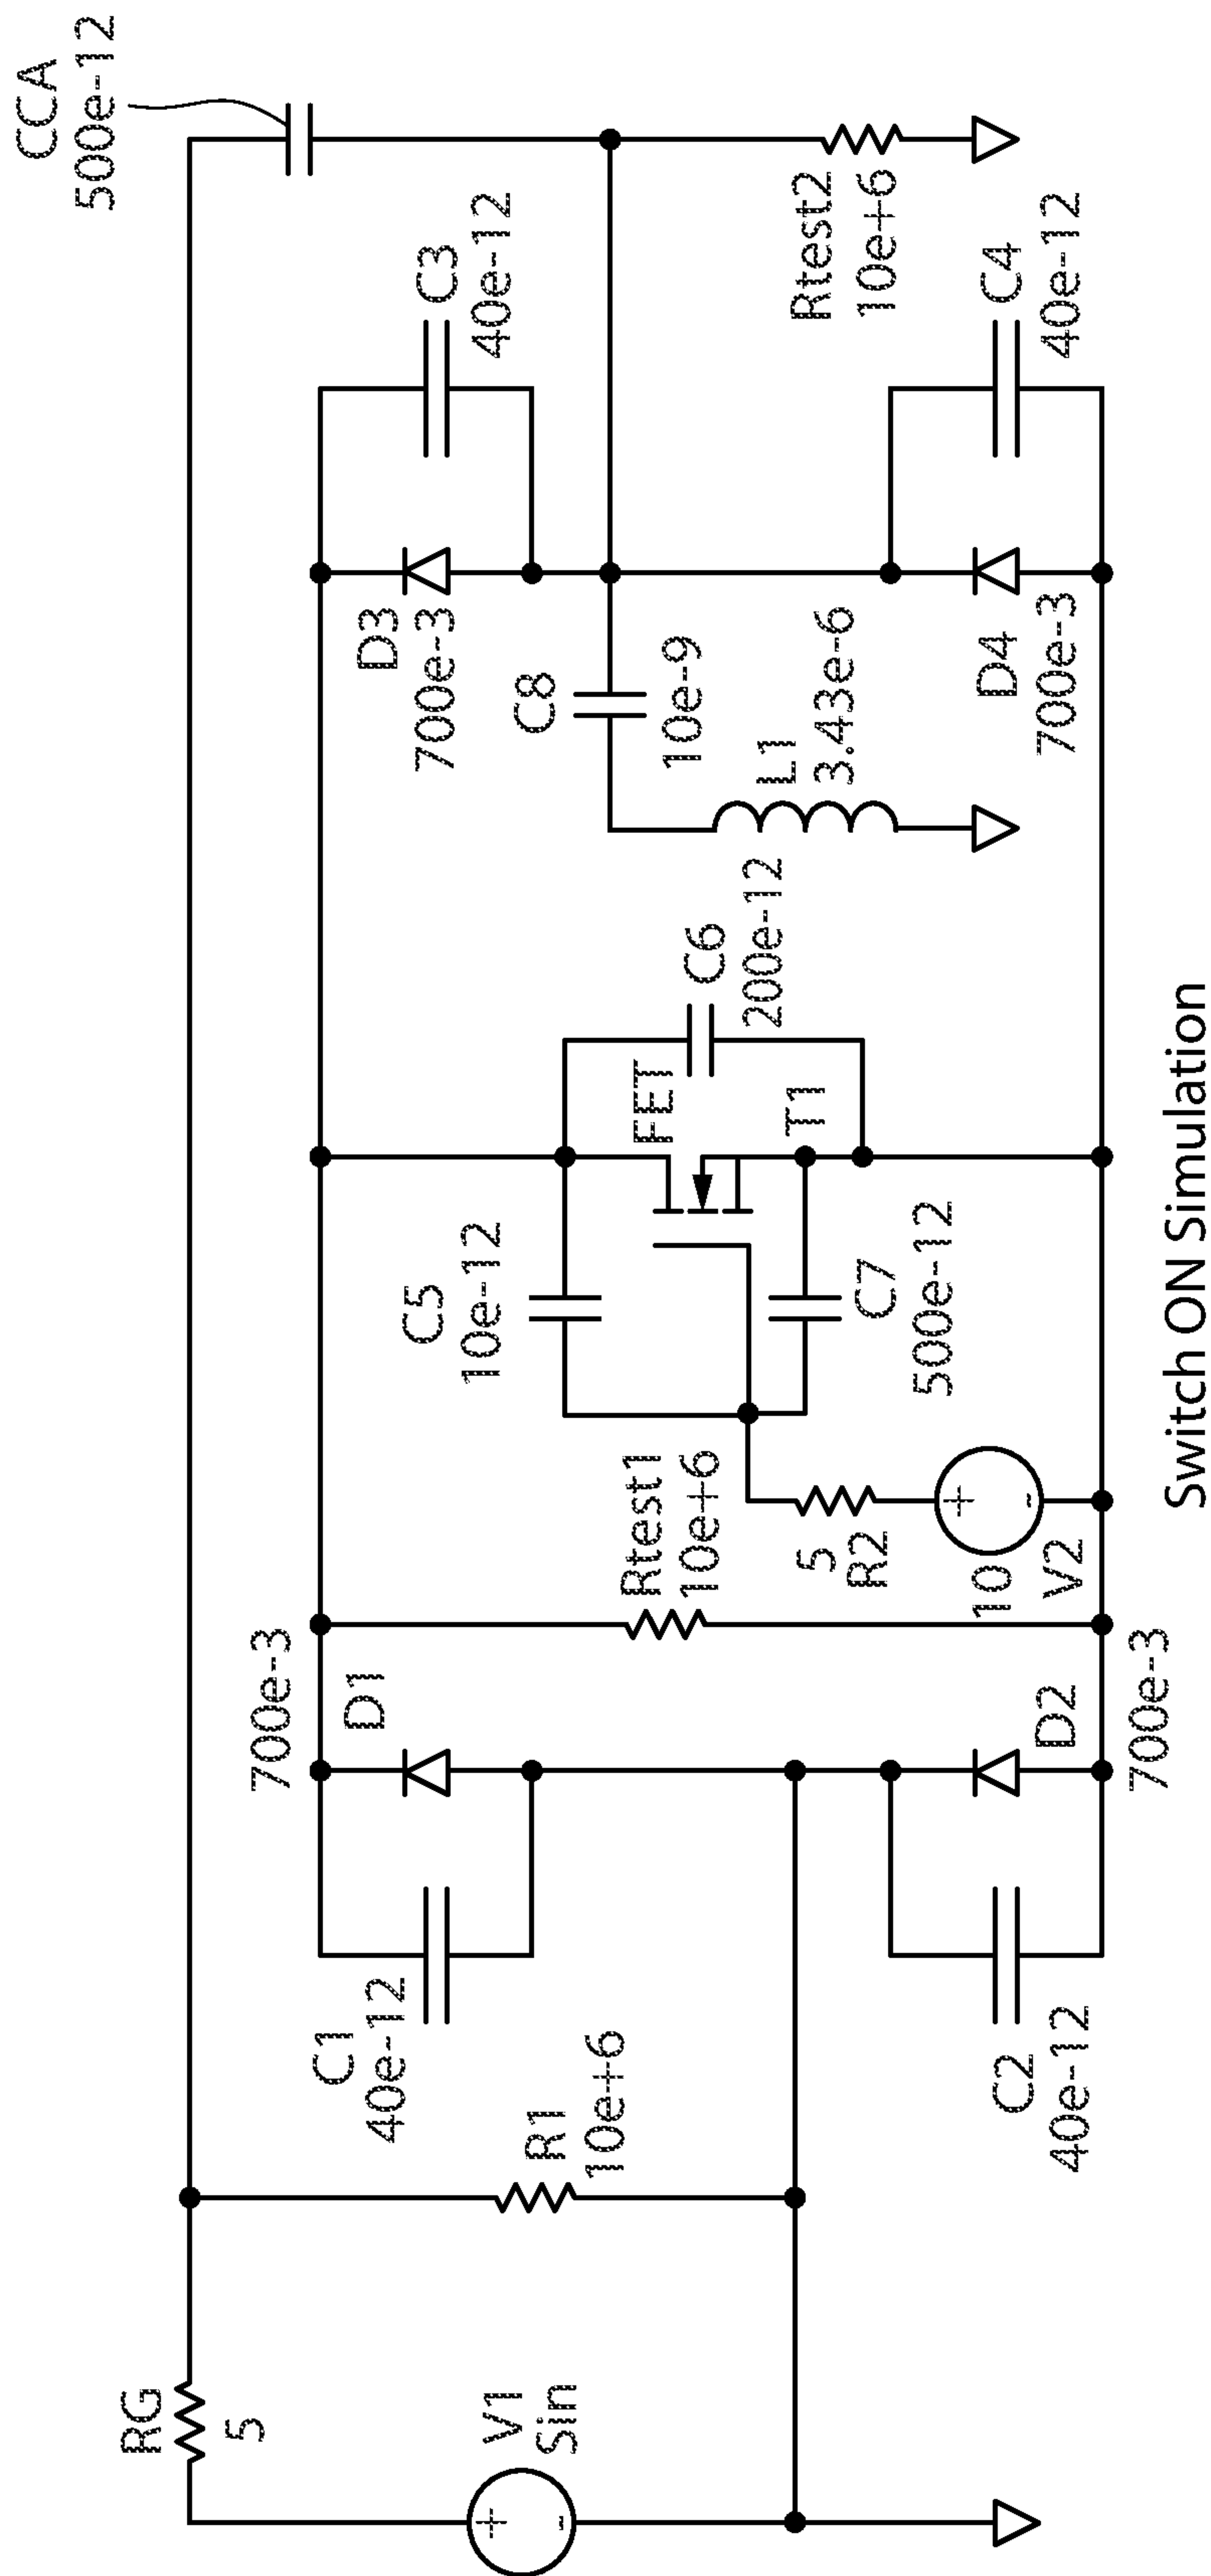 RG
5
V1
Sin
+
-
R1
10e+6
C1
40e-12
C2
40e-12
700e-3
D1
D2
700e-3
Rtest1
10e+6
5
R2
10
V2
+
-
C5
10e-12
C7
500e-12
FET
T1
C6
200e-12
L1
3.43e-6
C8
10e-9
D3
700e-3
D4
700e-3
C3
40e-12
C4
40e-12
Rtest2
10e+6
CCA
500e-12
Switch ON Simulation